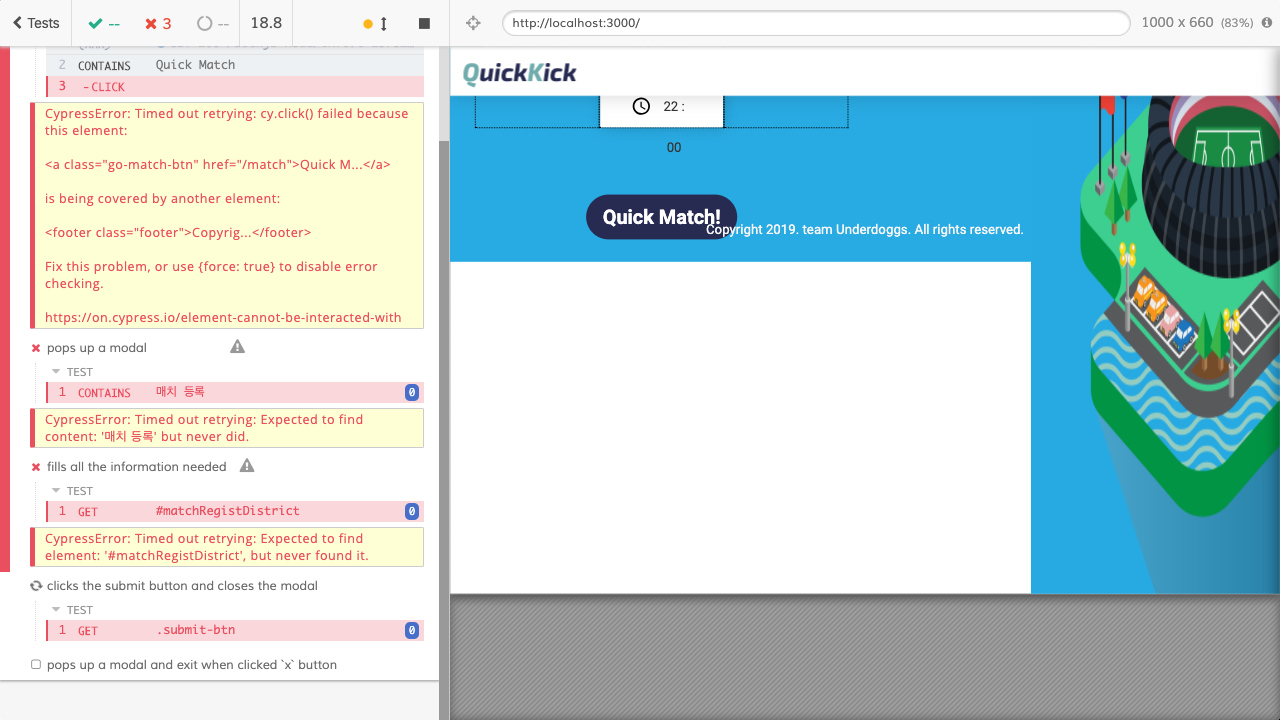 Tests
--
3
--
18.8
http://localhost:3000/
1000 x 660 (83%)
2 CONTAINS Quick Match
3 -CLICK
CypressError: Timed out retrying: cy.click() failed because
this element:
<a class="go-match-btn" href="/match">Quick M...</a>
is being covered by another element:
<footer class="footer">Copyrig...</footer>
Fix this problem, or use {force: true} to disable error
checking.
https://on.cypress.io/element-cannot-be-interacted-with
pops up a modal
TEST
1 CONTAINS 매치 등록 0
CypressError: Timed out retrying: Expected to find
content: '매치 등록' but never did.
fills all the information needed
TEST
1 GET #matchRegistDistrict 0
CypressError: Timed out retrying: Expected to find
element: '#matchRegistDistrict', but never found it.
clicks the submit button and closes the modal
TEST
1 GET .submit-btn 0
pops up a modal and exit when clicked `x` button
QuickKick
22 :
00
Quick Match!
Copyright 2019. team Underdoggs. All rights reserved.